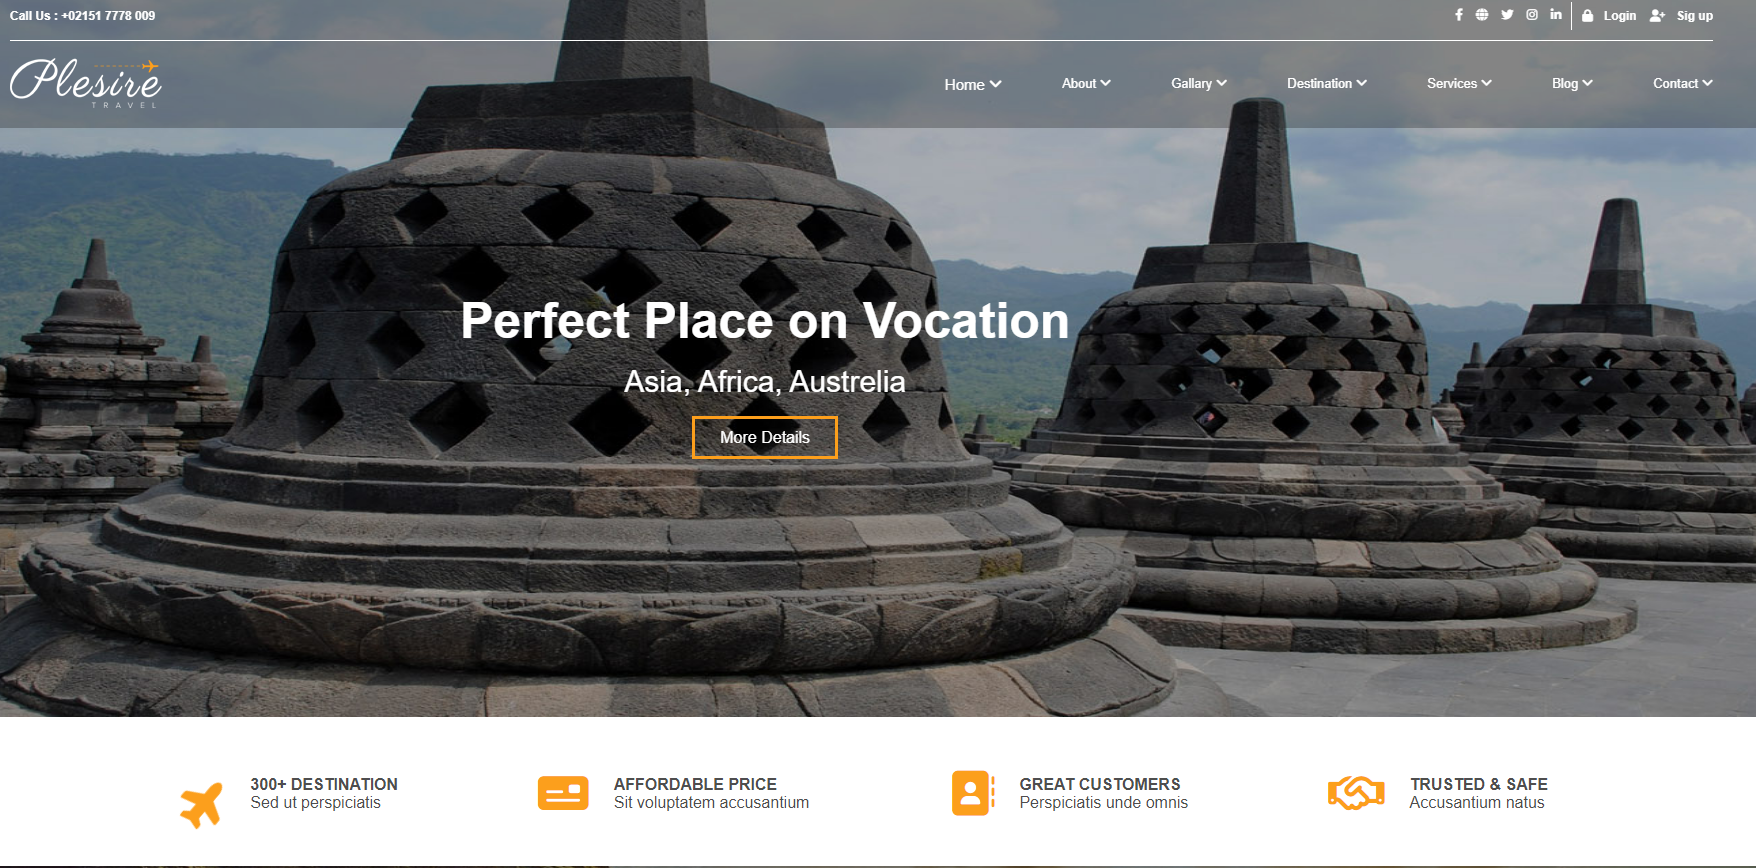 Call Us : +02151 7778 009
Login Sig up
Plesire
TRAVEL
Home About Gallary Destination Services Blog Contact
Perfect Place on Vocation
Asia, Africa, Austrelia
More Details
300+ DESTINATION
Sed ut perspiciatis
AFFORDABLE PRICE
Sit voluptatem accusantium
GREAT CUSTOMERS
Perspiciatis unde omnis
TRUSTED & SAFE
Accusantium natus